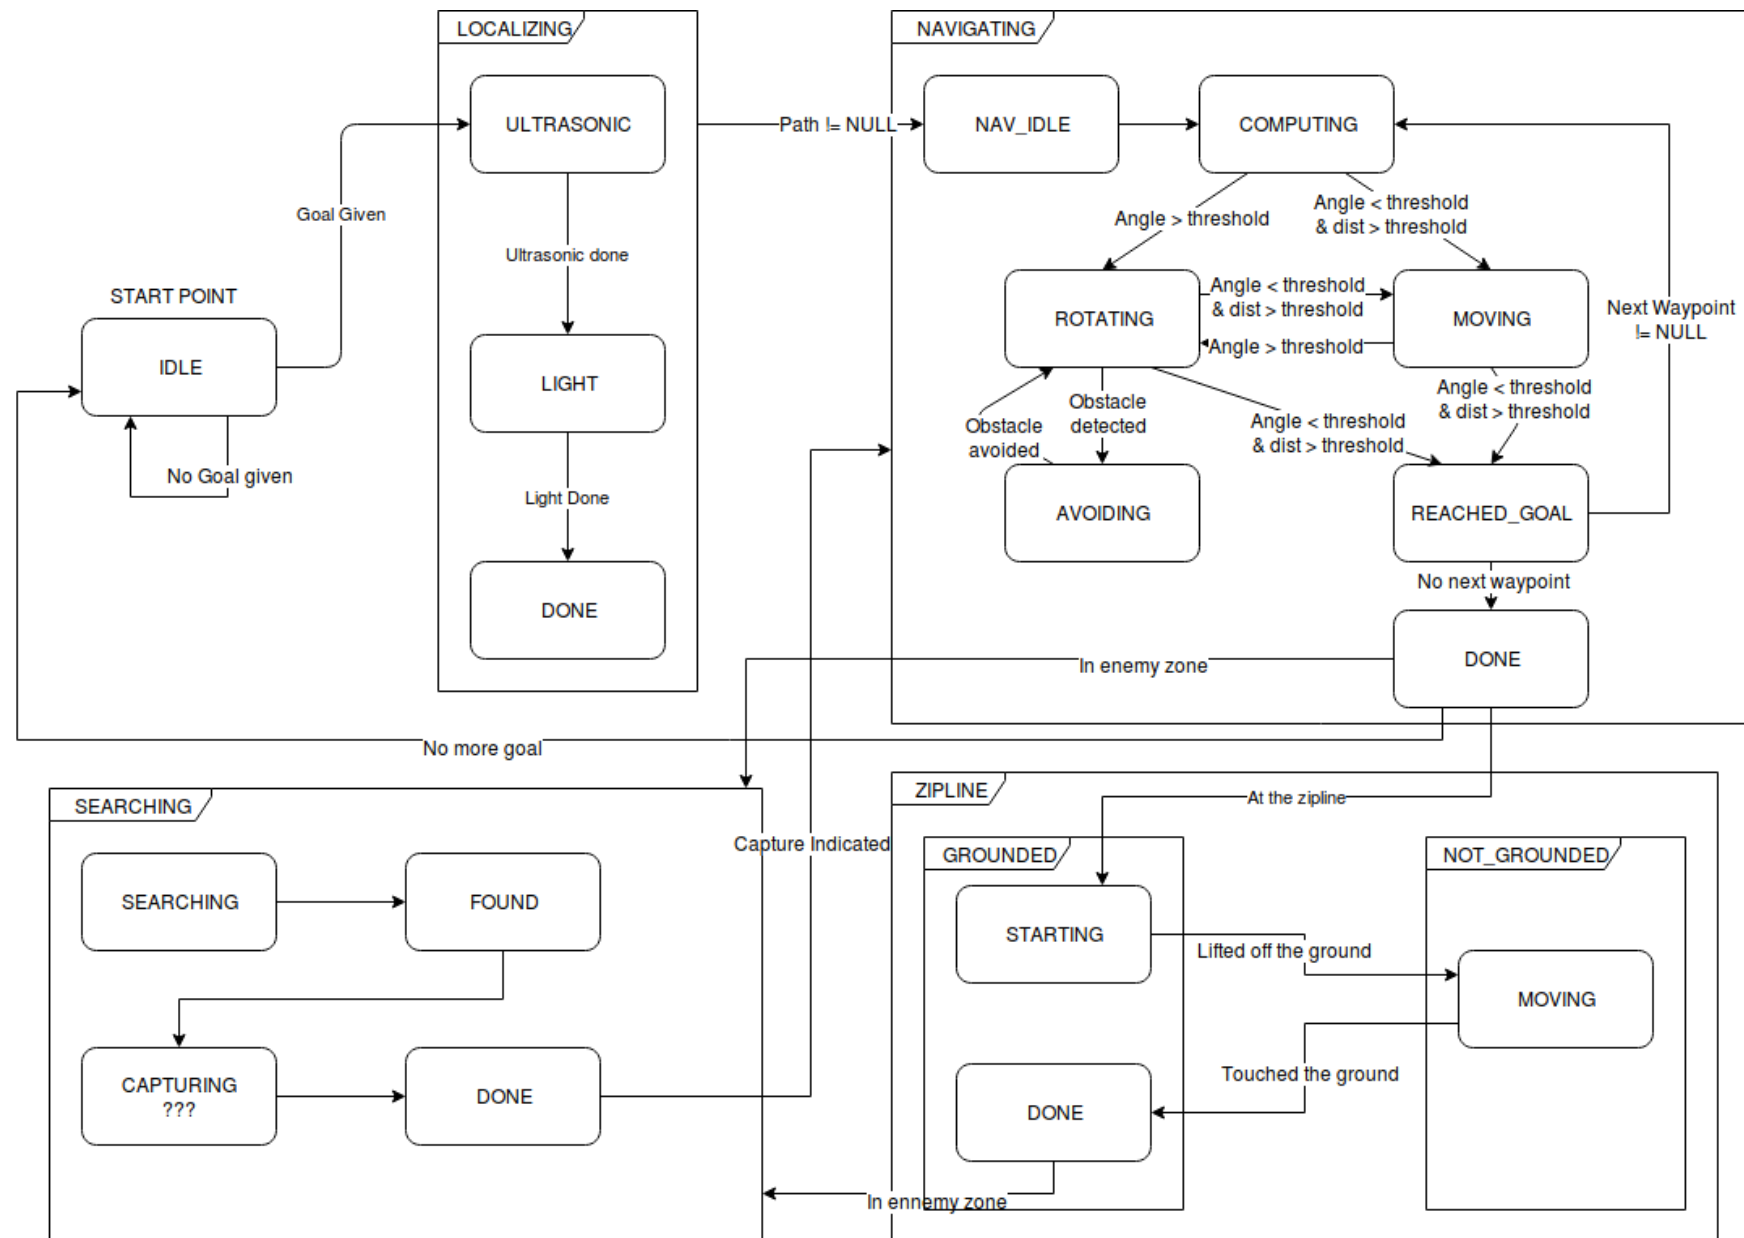 LOCALIZING
NAVIGATING
ULTRASONIC
Path != NULL
NAV_IDLE
COMPUTING
Goal Given
Angle > threshold
Angle < threshold
& dist > threshold
Ultrasonic done
START POINT
IDLE
No Goal given
ROTATING
Angle < threshold
& dist > threshold
Angle > threshold
MOVING
Next Waypoint
!= NULL
LIGHT
Obstacle
avoided
Obstacle
detected
Angle < threshold
& dist > threshold
Angle < threshold
& dist > threshold
Light Done
AVOIDING
REACHED_GOAL
No next waypoint
DONE
In enemy zone
DONE
No more goal
SEARCHING
ZIPLINE
At the zipline
Capture Indicated
GROUNDED
NOT_GROUNDED
SEARCHING
FOUND
STARTING
Lifted off the ground
MOVING
CAPTURING
???
DONE
Touched the ground
DONE
In ennemy zone